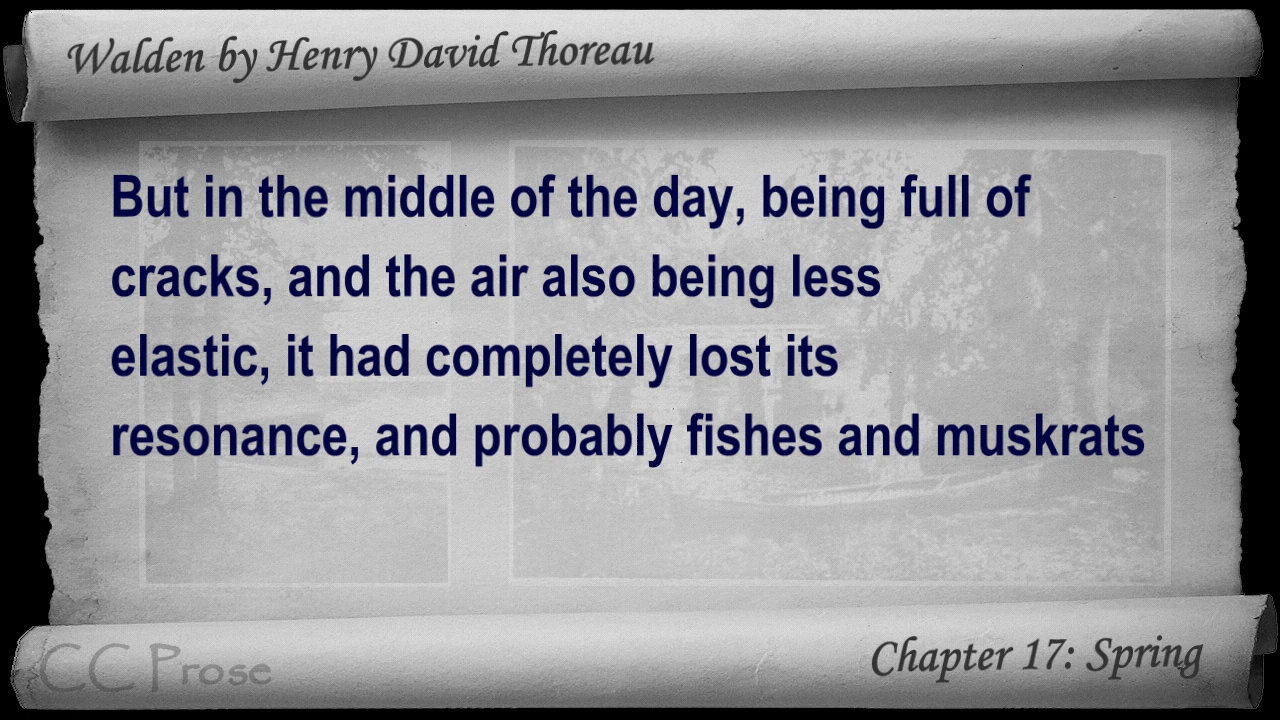 Walden by Henry David Thoreau
But in the middle of the day, being full of
cracks, and the air also being less
elastic, it had completely lost its
resonance, and probably fishes and muskrats
Chapter 17: Spring
CC Prose